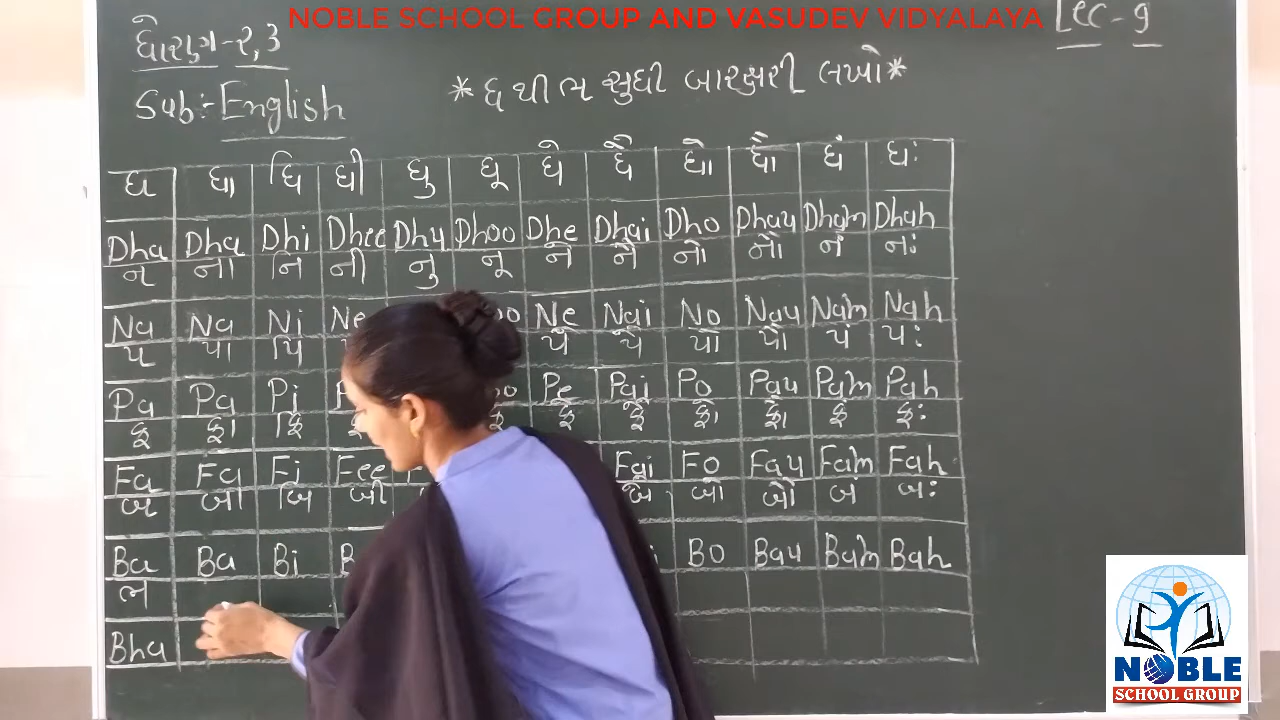 NOBLE SCHOOL GROUP AND VASUDEV VIDYALAYA
ધોરણ-૨,૩ Lec-9
Sub:- English
*ધ થી ભ સુધી બારક્ષરી લખો*
ધ ધા ધિ ધી ધુ ધૂ ધે ધૈ ધો ધૌ ધં ધઃ
Dha Dha Dhi Dhee Dhu Dhoo Dhe Dhai Dho Dhau Dham Dhah
ન ના નિ ની નુ નૂ ને નૈ નો નૌ નં નઃ
Na Na Ni Ne Ne Nai No Nau Nam Nah
પ પા પિ પે પૈ પો પૌ પં પઃ
Pa Pa Pi Pe Pai Po Pau Pam Pah
ફ ફા ફિ ફે ફૈ ફો ફૌ ફં ફઃ
Fa Fa Fi Fee Fai Fo Fau Fam Fah
બ બા બિ બી બૈ બો બૌ બં બઃ
Ba Ba Bi Bo Bau Bam Bah
ભ
Bha
NOBLE
SCHOOL GROUP